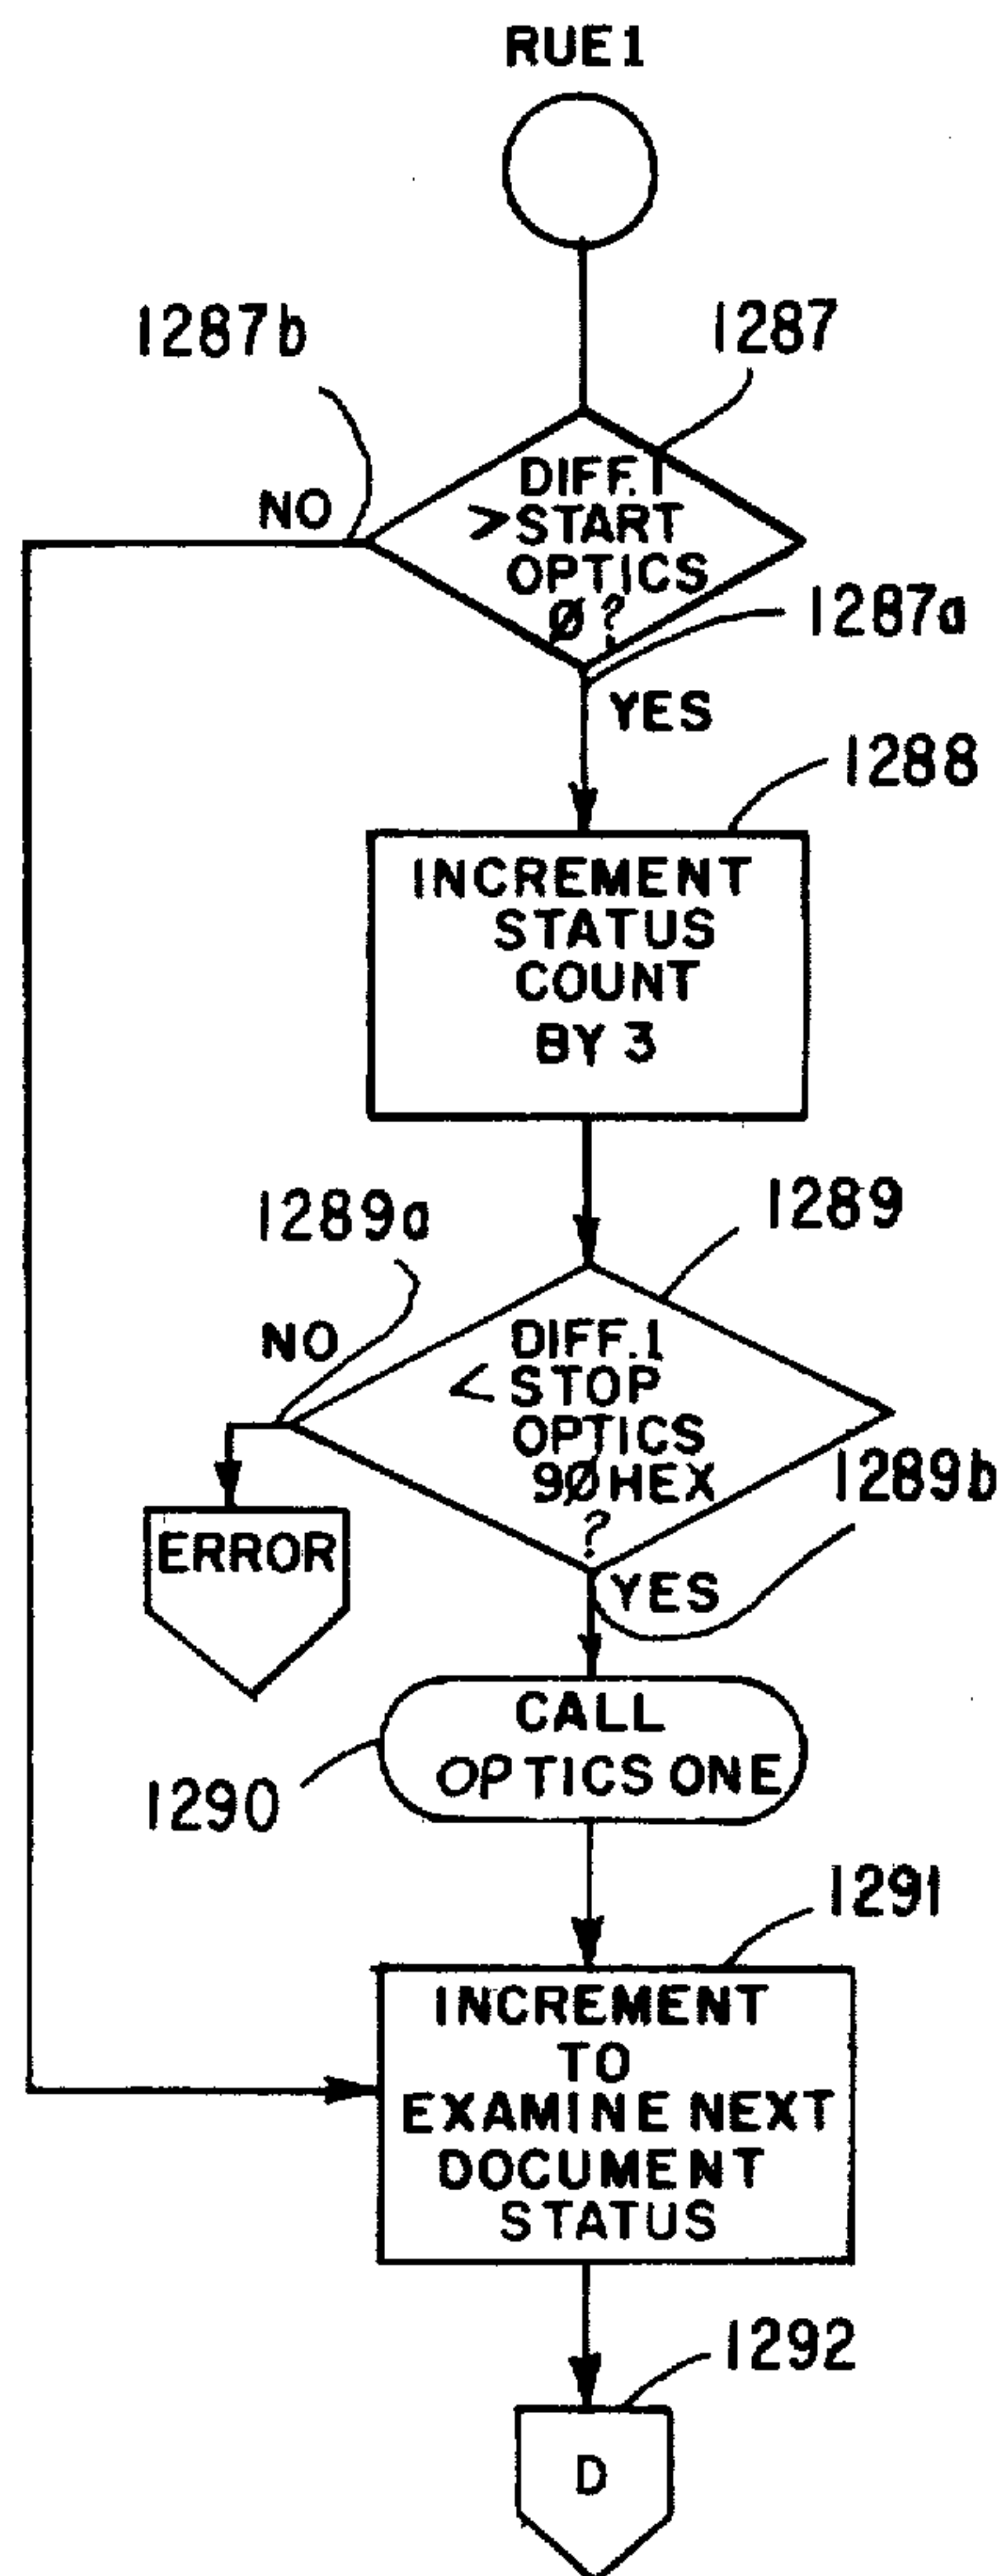 RUE1
1287b
1287
NO
DIFF.1
>START
OPTICS
Ø ?
1287a
YES
1288
INCREMENT
STATUS
COUNT
BY 3
1289a
1289
NO
DIFF.1
< STOP
OPTICS
9Ø HEX
?
1289b
ERROR
YES
CALL
OPTICS ONE
1290
1291
INCREMENT
TO
EXAMINE NEXT
DOCUMENT
STATUS
1292
D